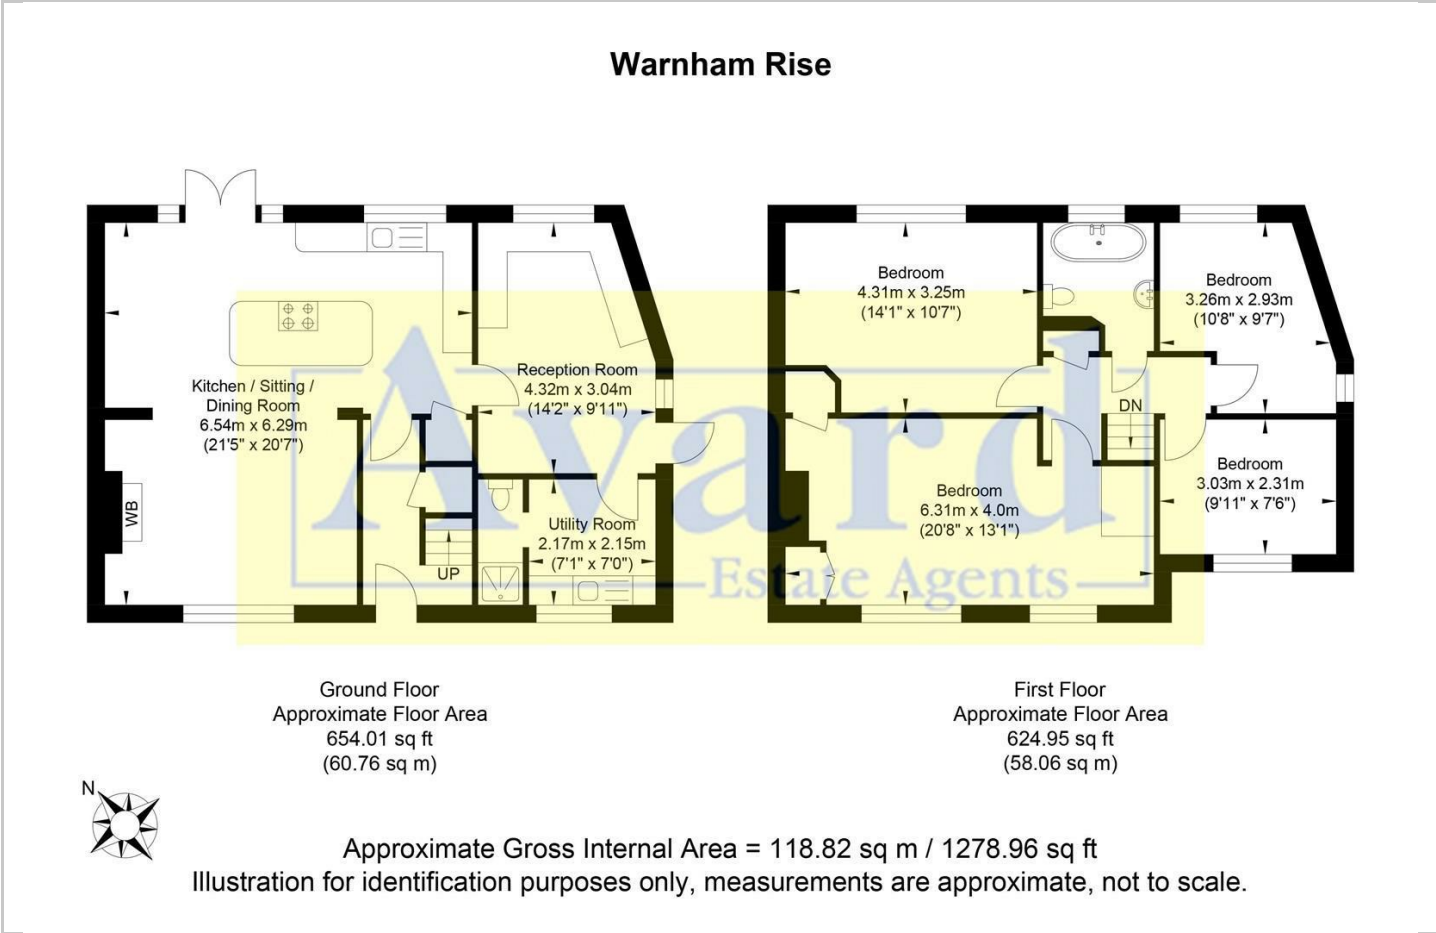 Warnham Rise
Kitchen / Sitting /
Dining Room
6.54m x 6.29m
(21'5" x 20'7")
WB
Reception Room
4.32m x 3.04m
(14'2" x 9'11")
Utility Room
2.17m x 2.15m
(7'1" x 7'0")
UP
Bedroom
4.31m x 3.25m
(14'1" x 10'7")
Bedroom
3.26m x 2.93m
(10'8" x 9'7")
DN
Bedroom
6.31m x 4.0m
(20'8" x 13'1")
Bedroom
3.03m x 2.31m
(9'11" x 7'6")
Avard
Estate Agents
Ground Floor
Approximate Floor Area
654.01 sq ft
(60.76 sq m)
First Floor
Approximate Floor Area
624.95 sq ft
(58.06 sq m)
N
Approximate Gross Internal Area = 118.82 sq m / 1278.96 sq ft
Illustration for identification purposes only, measurements are approximate, not to scale.